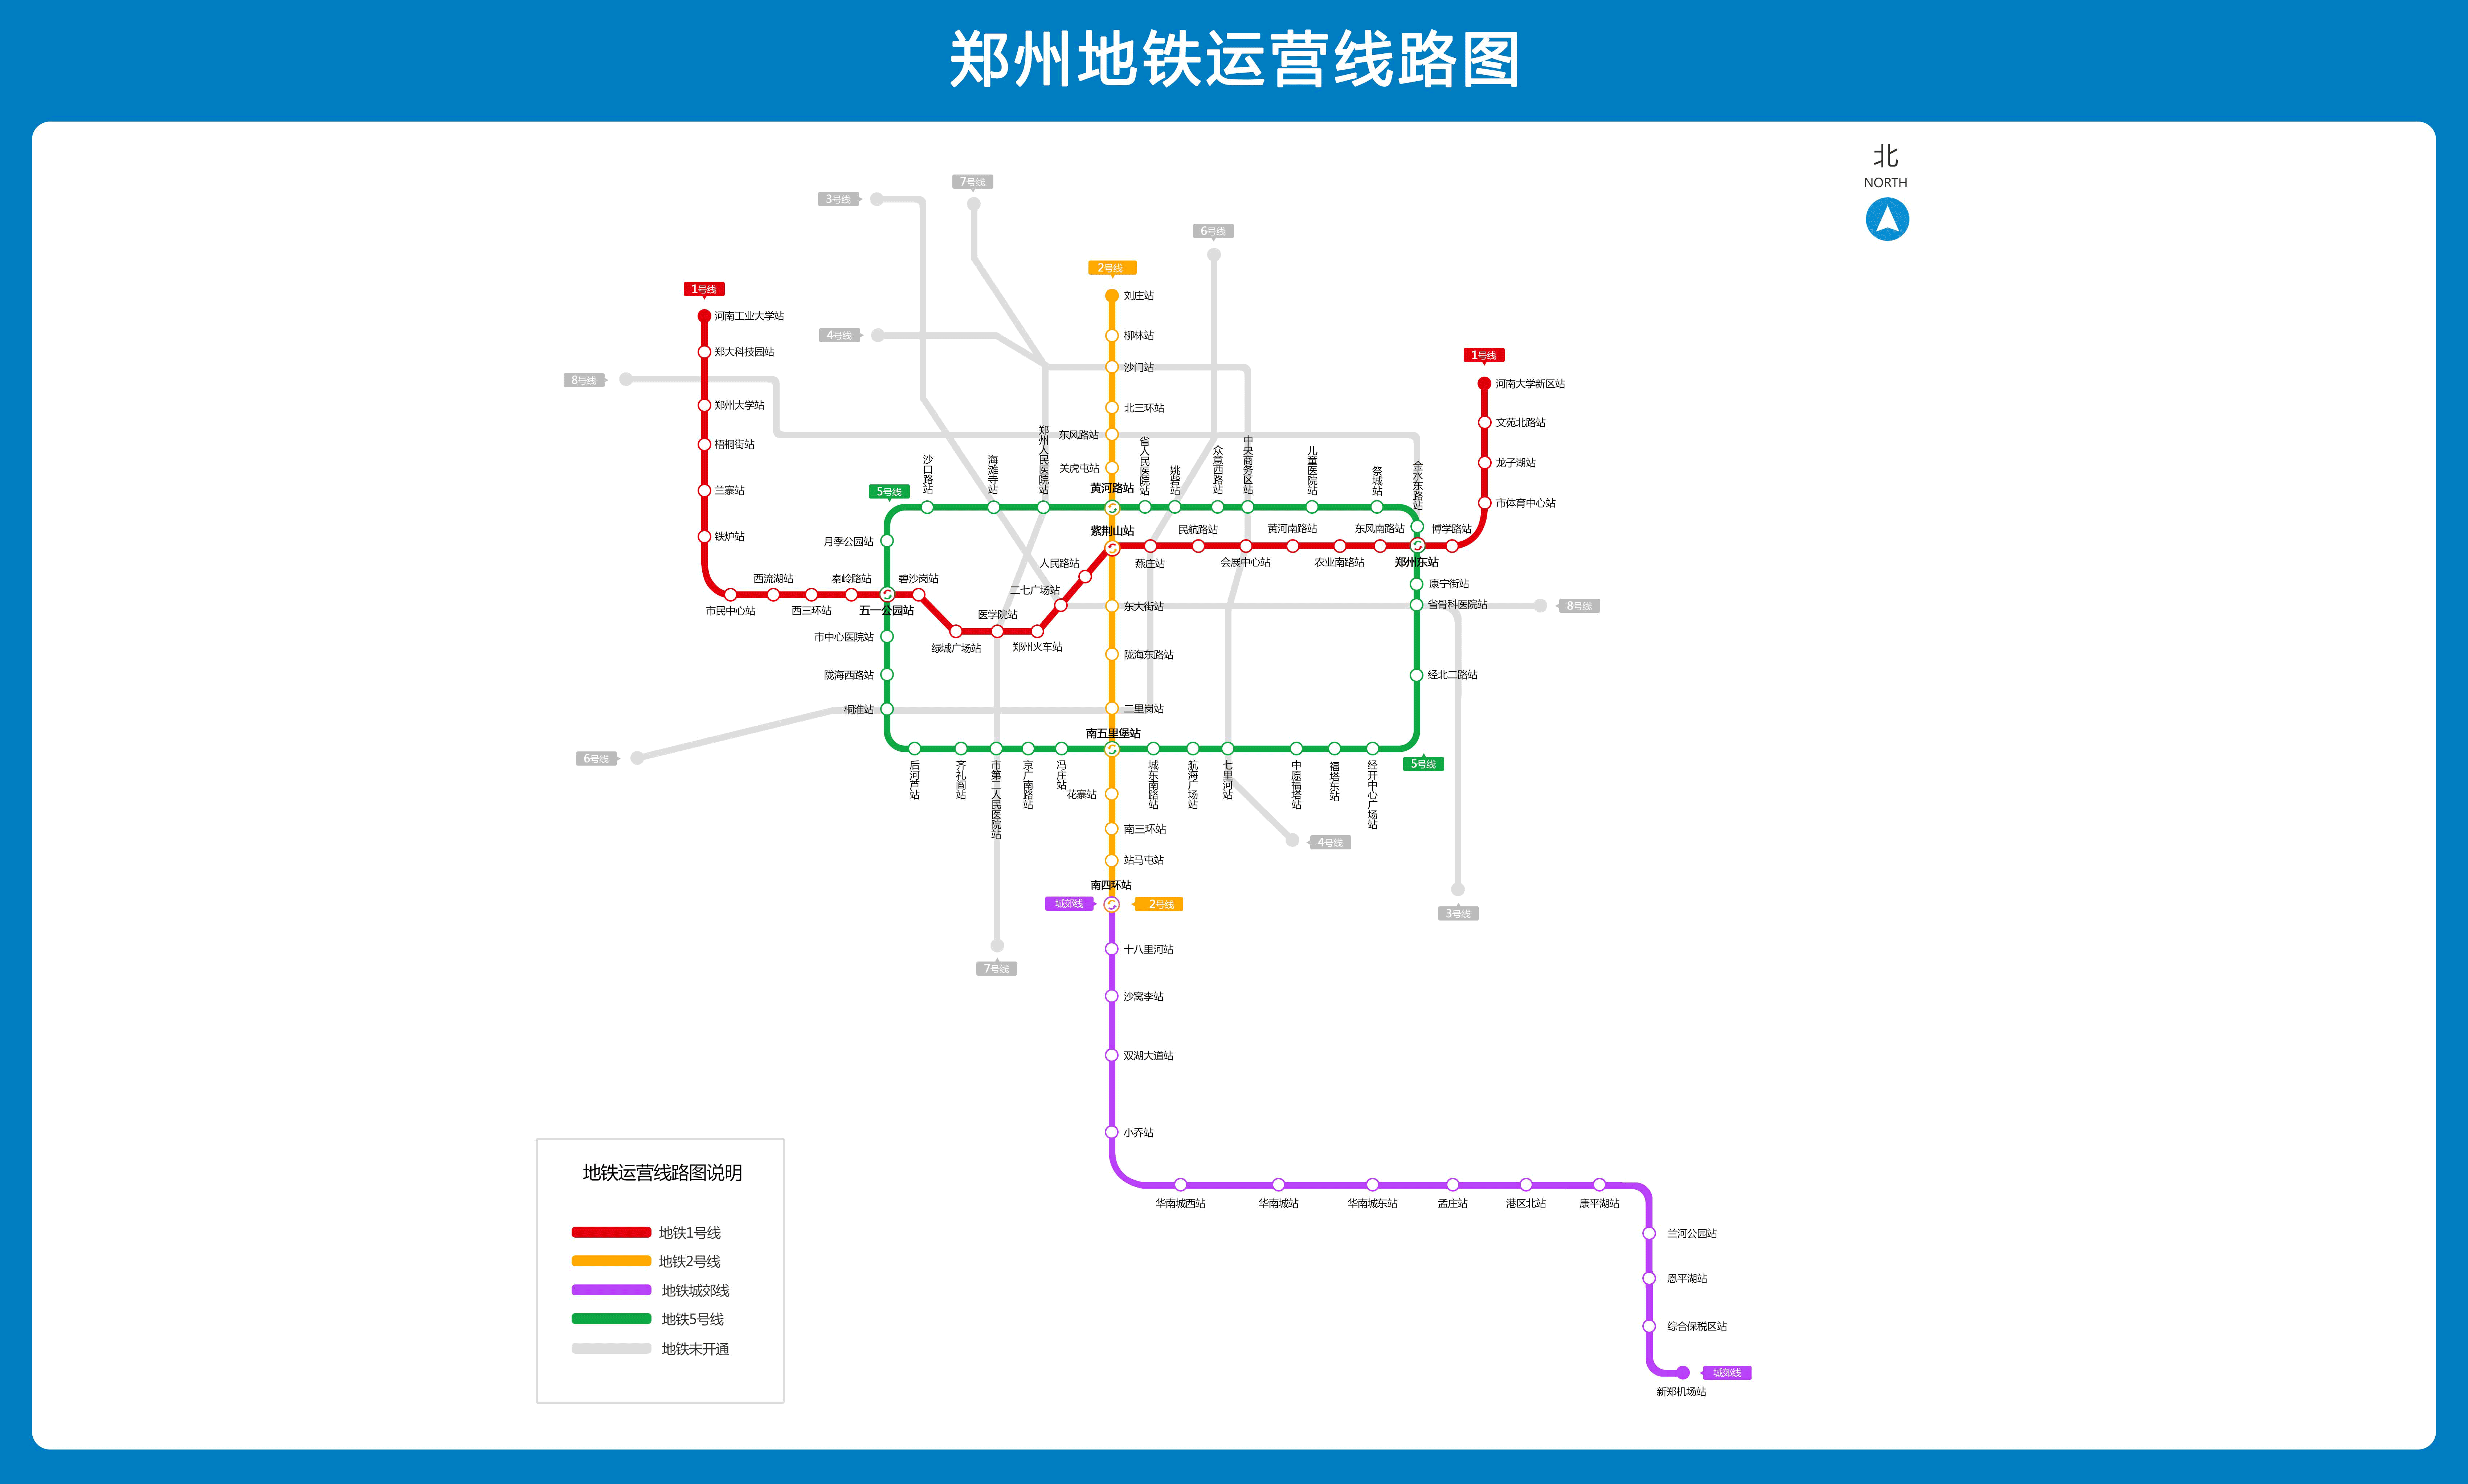 郑州地铁运营线路图
北
NORTH
7号线
3号线
6号线
2号线
1号线
刘庄站
河南工业大学站
4号线
柳林站
郑大科技园站
1号线
沙门站
8号线
河南大学新区站
郑州大学站
北三环站
文苑北路站
东风路站
梧桐街站
龙子湖站
关虎屯站
沙口路站
海滩寺站
郑州人民医院站
省人民医院站
姚砦站
众意西路站
中央商务区站
儿童医院站
祭城站
金水东路站
黄河路站
5号线
兰寨站
市体育中心站
紫荆山站
民航路站
黄河南路站
东风南路站
博学路站
铁炉站
月季公园站
人民路站
燕庄站
会展中心站
农业南路站
郑州东站
西流湖站
秦岭路站
碧沙岗站
二七广场站
康宁街站
市民中心站
西三环站
五一公园站
医学院站
东大街站
省骨科医院站
8号线
市中心医院站
绿城广场站
郑州火车站
陇海东路站
陇海西路站
经北二路站
桐淮站
二里岗站
南五里堡站
6号线
5号线
后河芦站
齐礼阎站
市第二人民医院站
京广南路站
冯庄站
城东南路站
航海广场站
七里河站
中原福塔站
福塔东站
经开中心广场站
花寨站
南三环站
4号线
站马屯站
南四环站
城郊线
2号线
3号线
十八里河站
7号线
沙窝李站
双湖大道站
小乔站
华南城西站
华南城站
华南城东站
孟庄站
港区北站
康平湖站
兰河公园站
恩平湖站
综合保税区站
城郊线
新郑机场站
地铁运营线路图说明
地铁1号线
地铁2号线
地铁城郊线
地铁5号线
地铁未开通